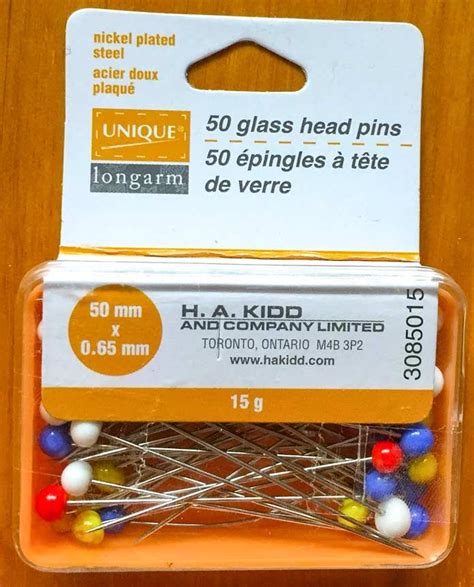 nickel plated
steel
acier doux
plaqué
UNIQUE®
longarm
50 glass head pins
50 épingles à tête
de verre
50 mm
x
0.65 mm
H. A. KIDD
AND COMPANY LIMITED
TORONTO, ONTARIO M4B 3P2
www.hakidd.com
15 g
3085015